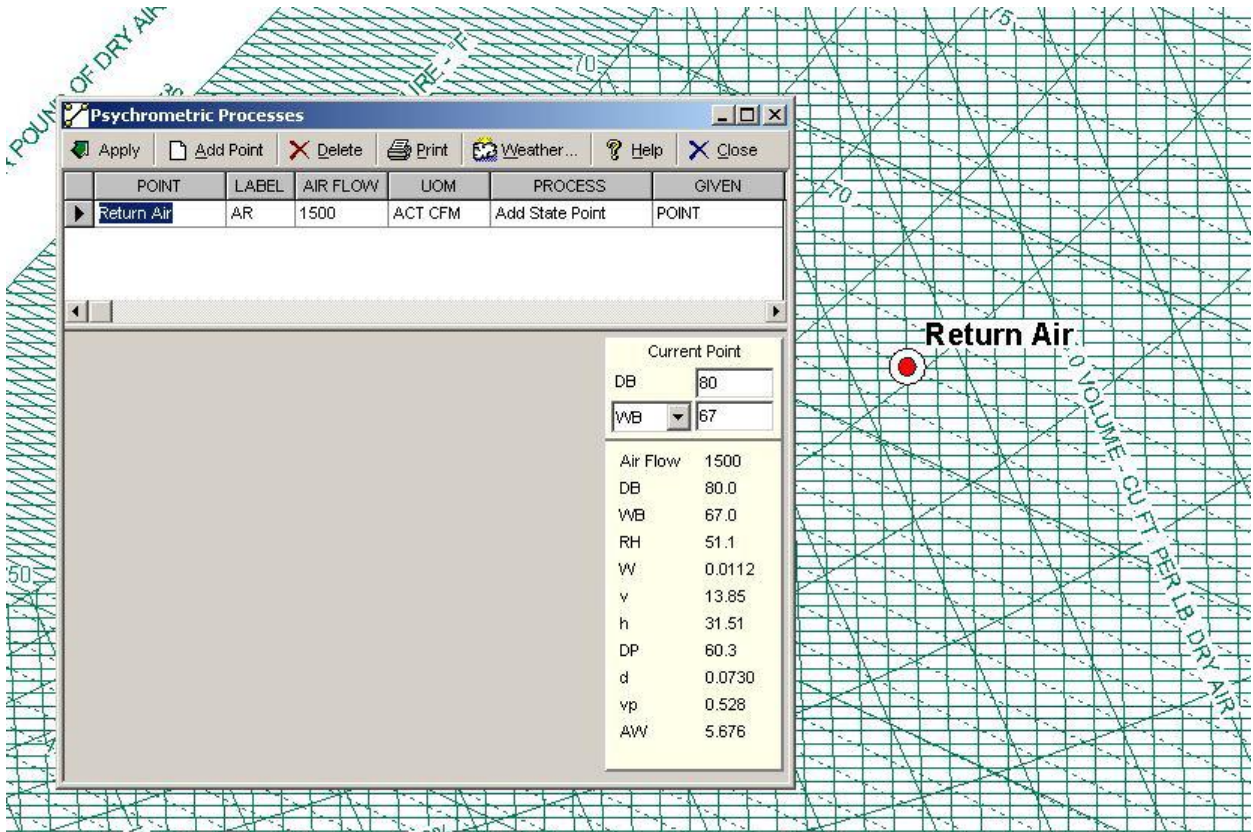 POUND OF DRY AIR
URE - °F
75
70
30
Psychrometric Processes
Apply Add Point Delete Print Weather... Help Close
POINT LABEL AIR FLOW UOM PROCESS GIVEN
Return Air AR 1500 ACT CFM Add State Point POINT
70
Return Air
Current Point
DB 80
WB 67
Air Flow 1500
DB 80.0
WB 67.0
RH 51.1
W 0.0112
v 13.85
h 31.51
DP 60.3
d 0.0730
vp 0.528
AW 5.676
0 VOLUME - CU FT PER LB DRY AIR
50